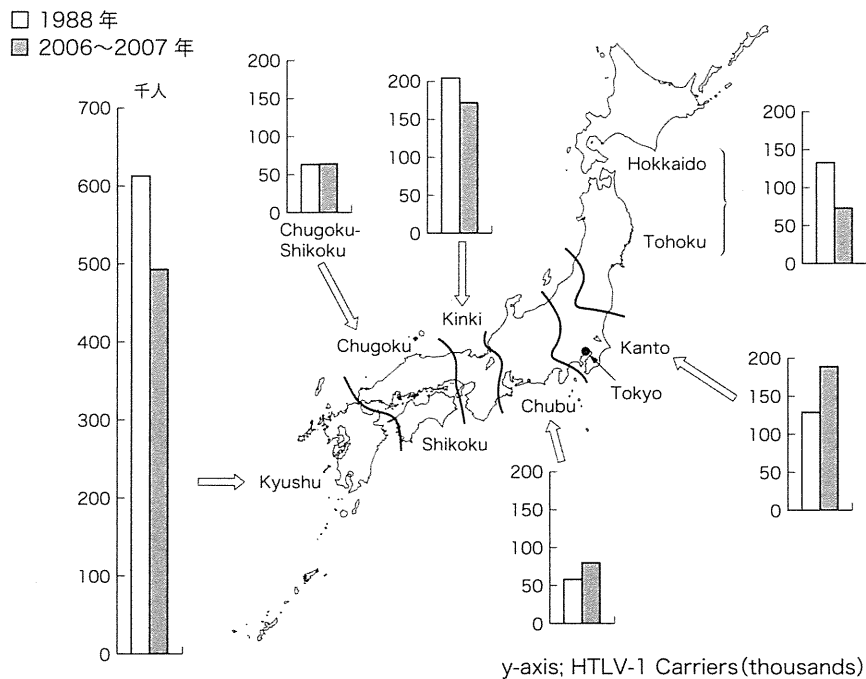 1988 年
2006～2007 年
千人
700
600
500
400
300
200
100
0
200
150
100
50
0
Chugoku-
Shikoku
200
150
100
50
0
Kinki
Chugoku
Shikoku
Kyushu
Hokkaido
Tohoku
200
150
100
50
0
Kanto
Tokyo
Chubu
200
150
100
50
0
200
150
100
50
0
y-axis; HTLV-1 Carriers(thousands)